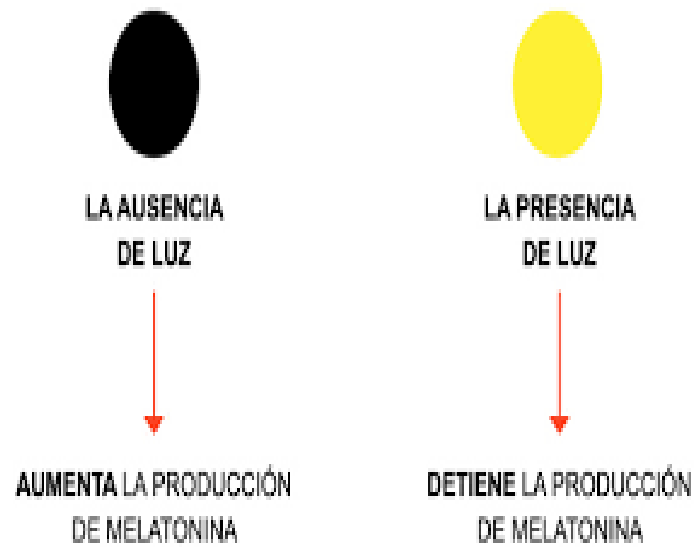 LA AUSENCIA
DE LUZ
AUMENTA LA PRODUCCIÓN
DE MELATONINA
LA PRESENCIA
DE LUZ
DETIENE LA PRODUCCIÓN
DE MELATONINA